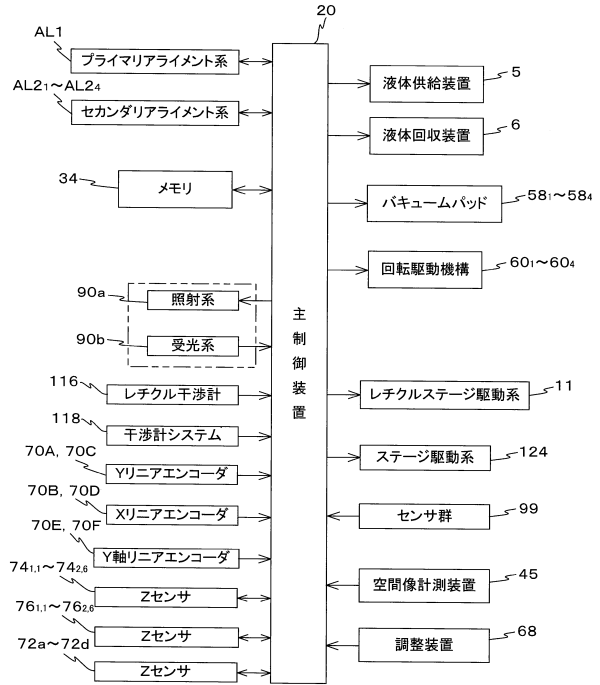 20
AL1
プライマリアライメント系
AL2₁~AL2₄
セカンダリアライメント系
34
メモリ
90a
照射系
90b
受光系
116
レチクル干渉計
118
干渉計システム
70A, 70C
Yリニアエンコーダ
70B, 70D
Xリニアエンコーダ
70E, 70F
Y軸リニアエンコーダ
74₁,₁~74₂,₆
Zセンサ
76₁,₁~76₂,₆
Zセンサ
72a~72d
Zセンサ
主制御装置
液体供給装置
5
液体回収装置
6
バキュームパッド
58₁~58₄
回転駆動機構
60₁~60₄
レチクルステージ駆動系
11
ステージ駆動系
124
センサ群
99
空間像計測装置
45
調整装置
68